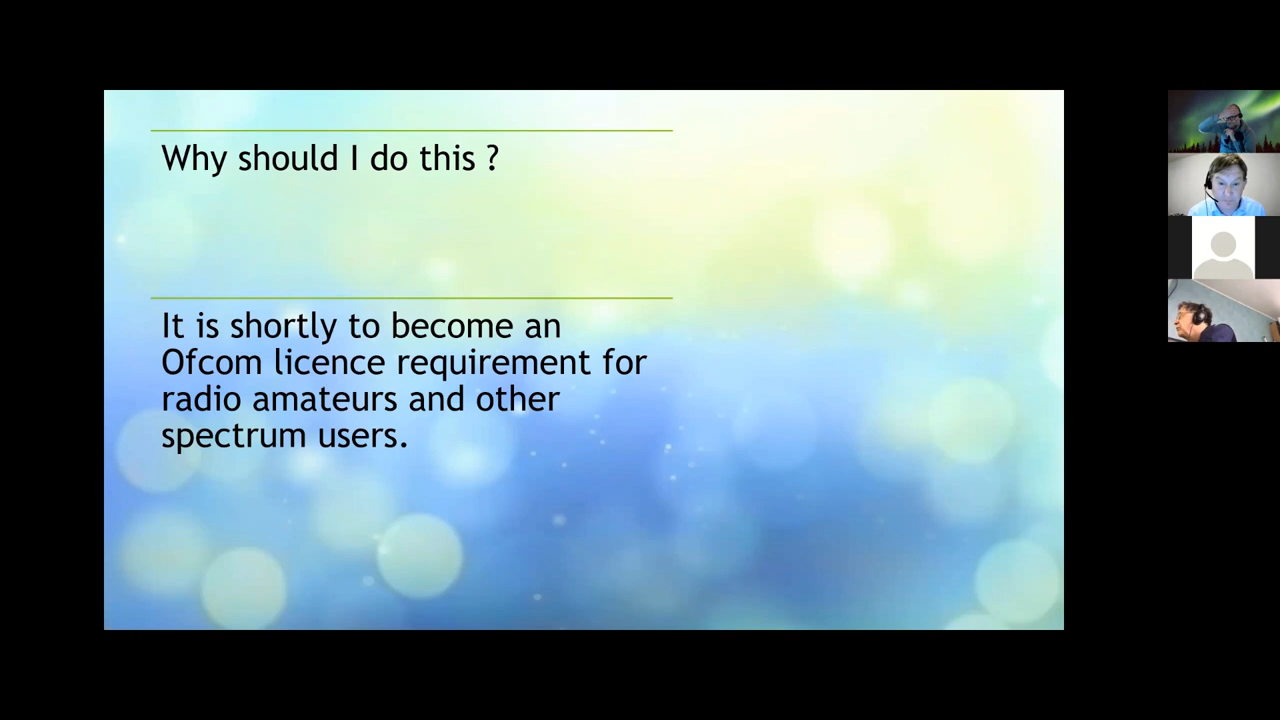 Why should I do this ?
It is shortly to become an
Ofcom licence requirement for
radio amateurs and other
spectrum users.